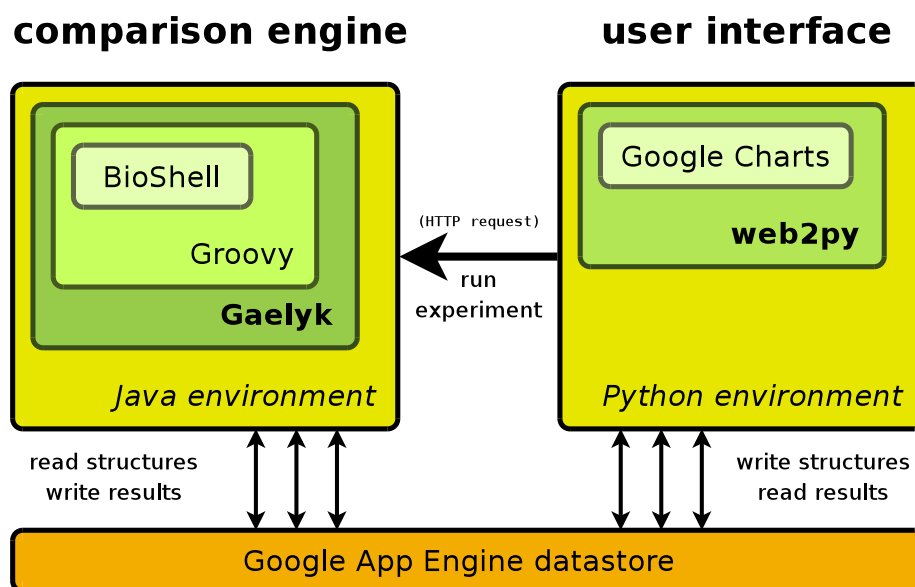 comparison engine
user interface
BioShell
Groovy
Gaelyk
Java environment
(HTTP request)
run
experiment
Google Charts
web2py
Python environment
read structures
write results
write structures
read results
Google App Engine datastore